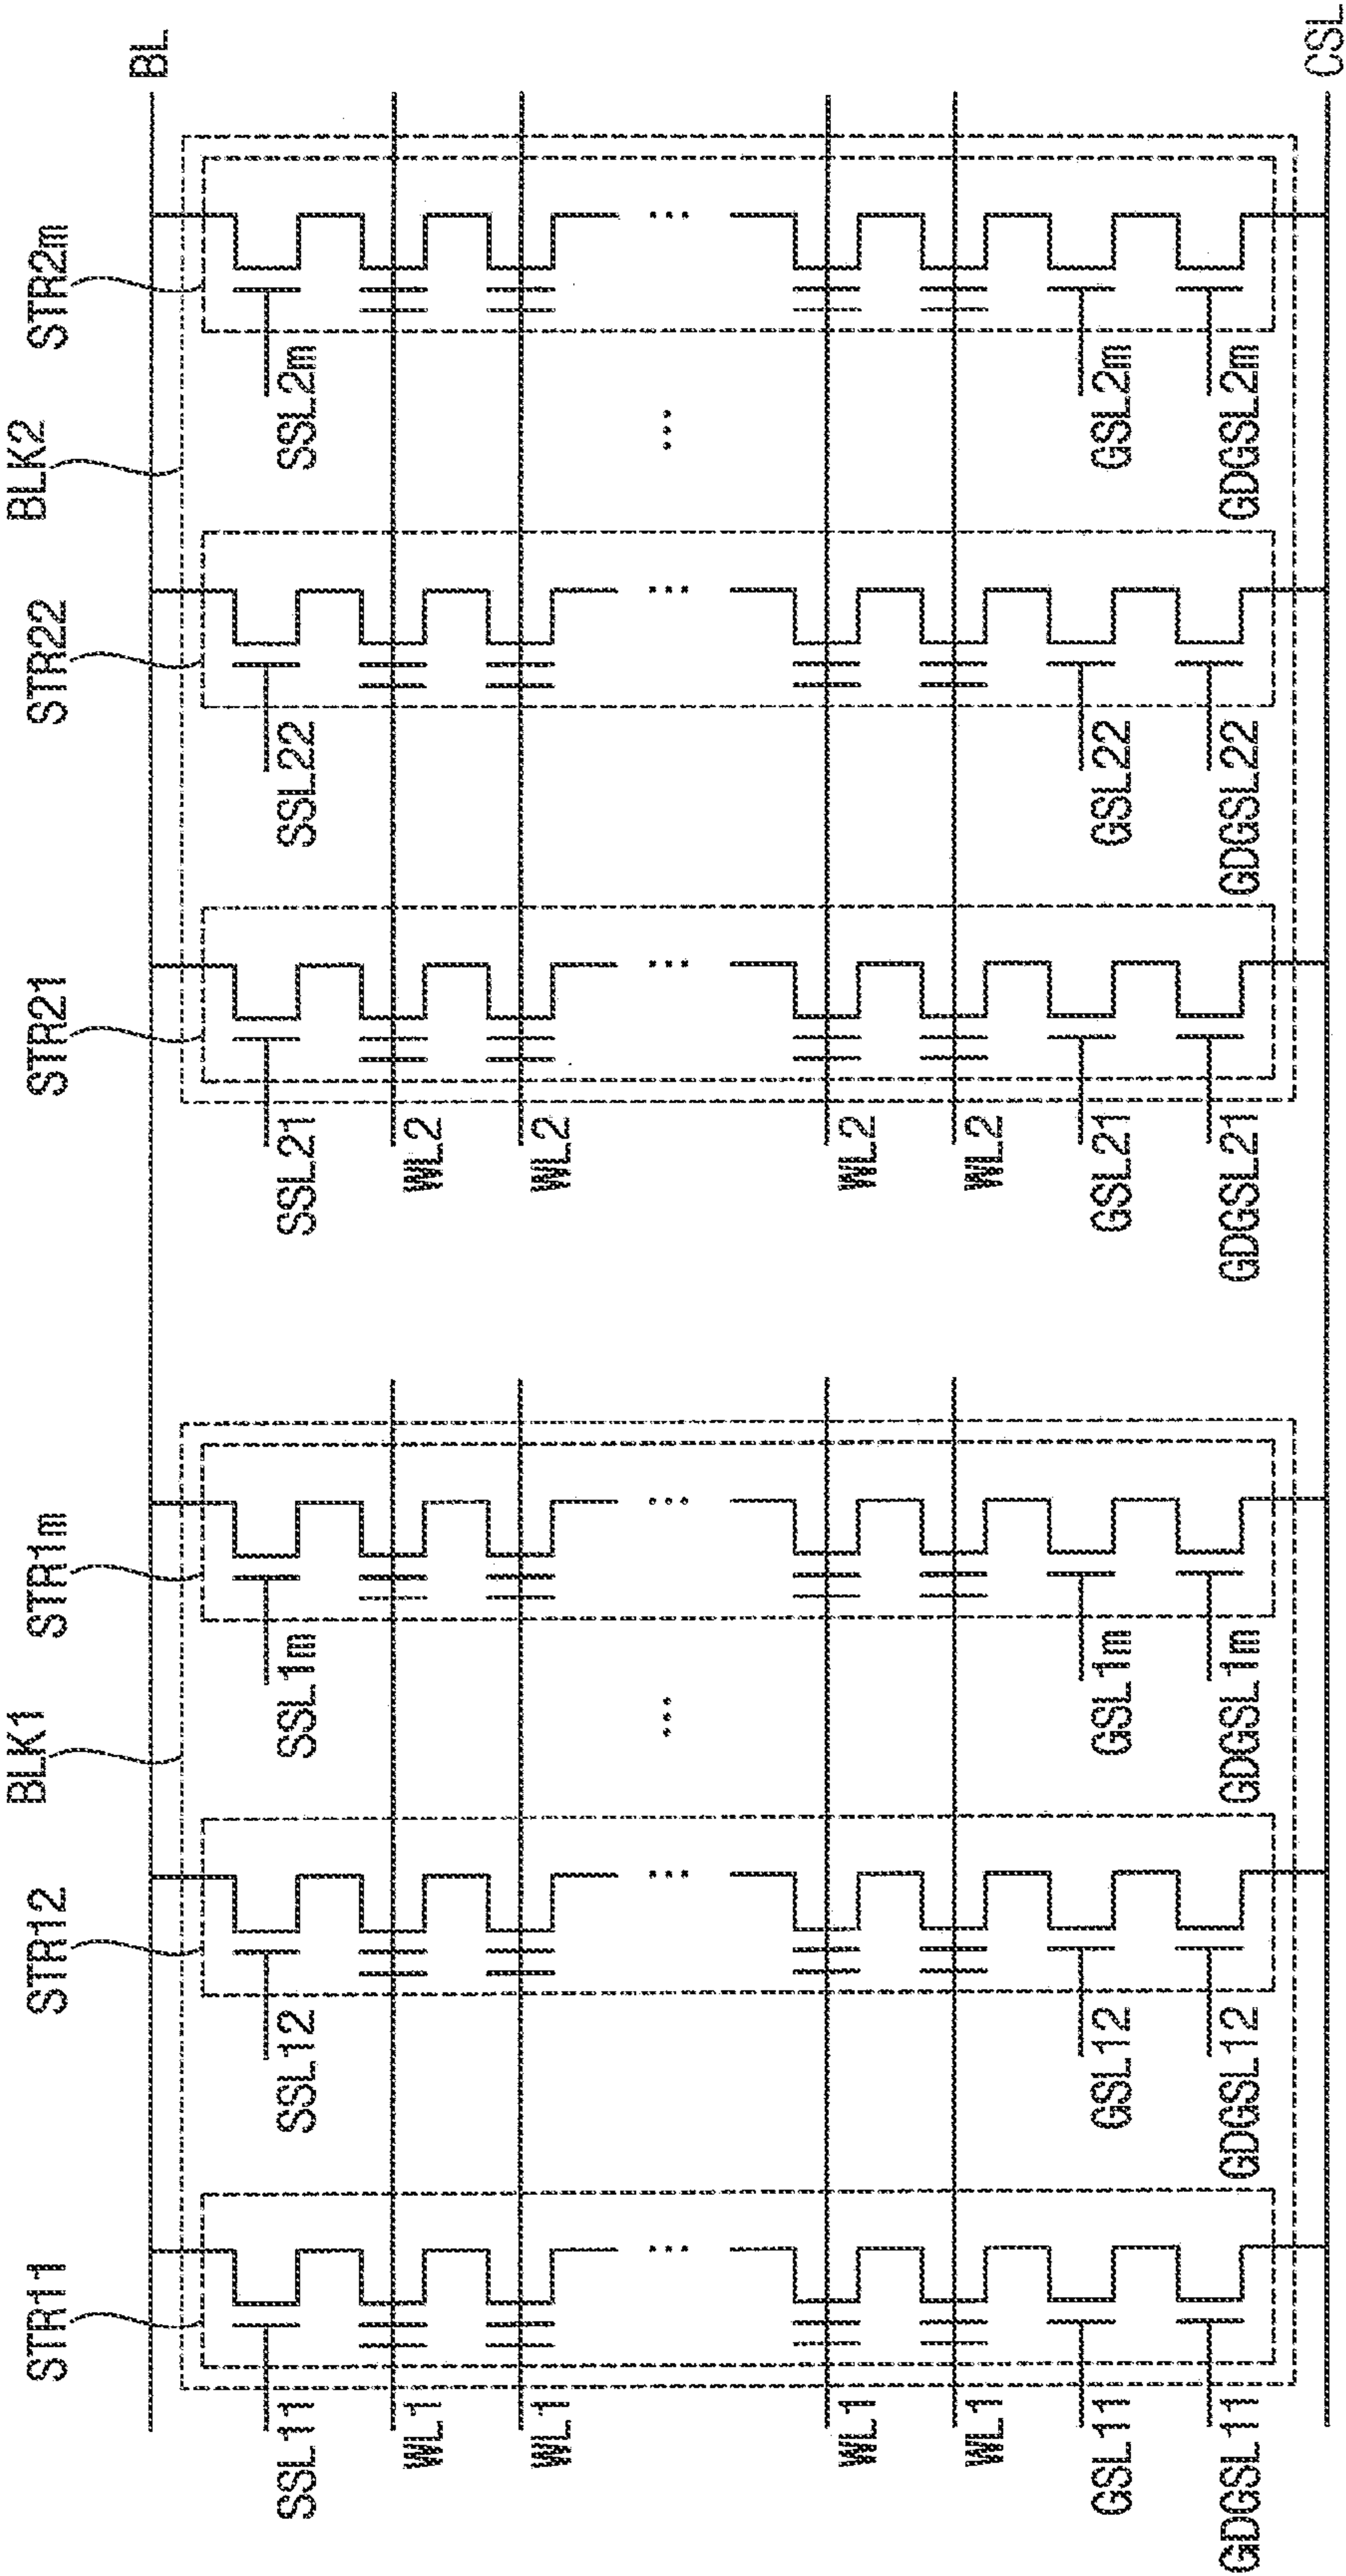 BLK1
BLK2
STR11
STR12
STR1m
STR21
STR22
STR2m
BL
SSL11
SSL12
SSL1m
SSL21
SSL22
SSL2m
WL1
WL2
WL1
WL2
...
...
...
...
...
...
...
...
WL1
WL2
WL1
WL2
GSL11
GSL12
GSL1m
GSL21
GSL22
GSL2m
GDGSL11
GDGSL12
GDGSL1m
GDGSL21
GDGSL22
GDGSL2m
CSL